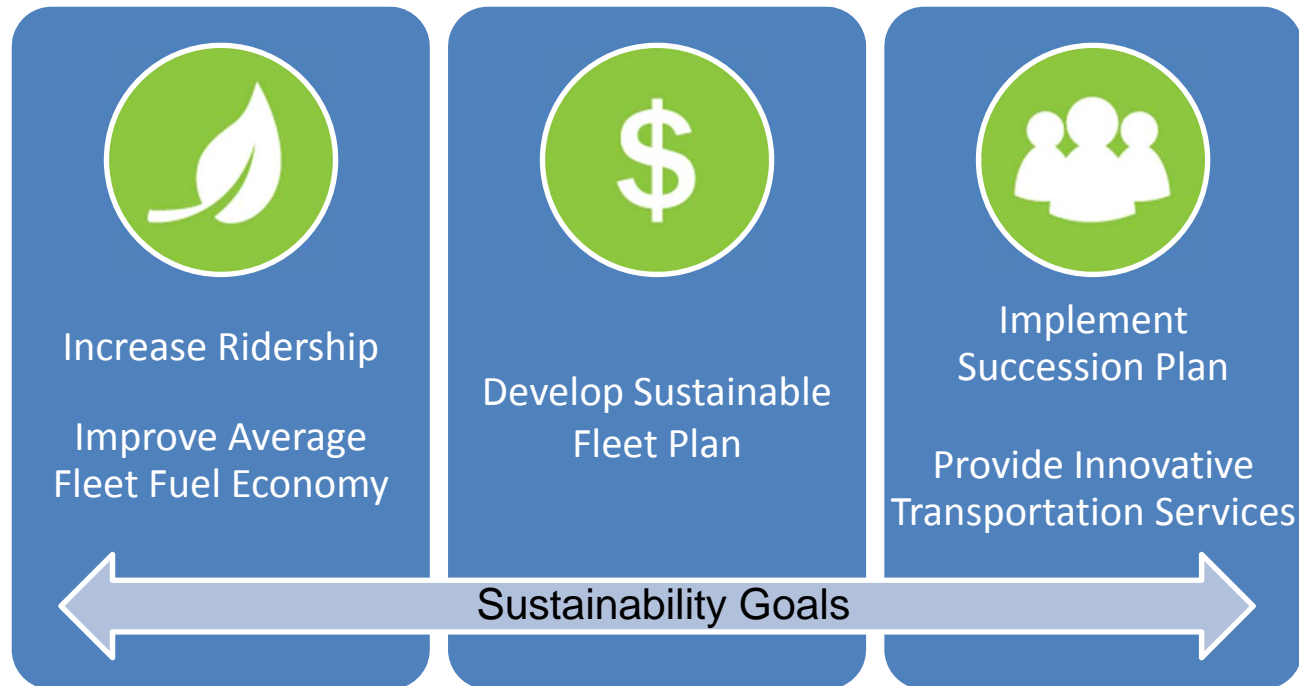 Increase Ridership
Improve Average
Fleet Fuel Economy
$
Develop Sustainable
Fleet Plan
Implement
Succession Plan
Provide Innovative
Transportation Services
Sustainability Goals